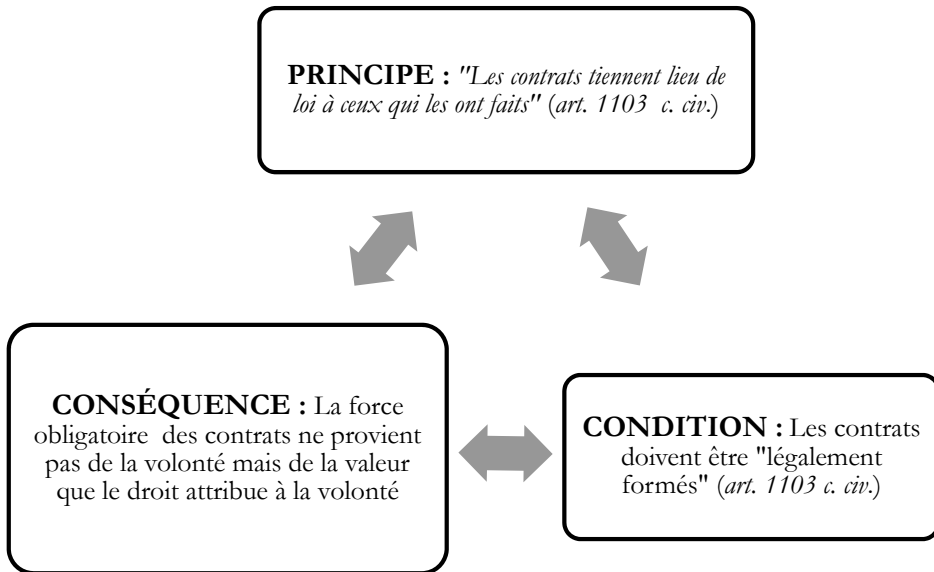 PRINCIPE : "Les contrats tiennent lieu de
loi à ceux qui les ont faits" (art. 1103 c. civ.)
CONSÉQUENCE : La force
obligatoire des contrats ne provient
pas de la volonté mais de la valeur
que le droit attribue à la volonté
CONDITION : Les contrats
doivent être "légalement
formés" (art. 1103 c. civ.)